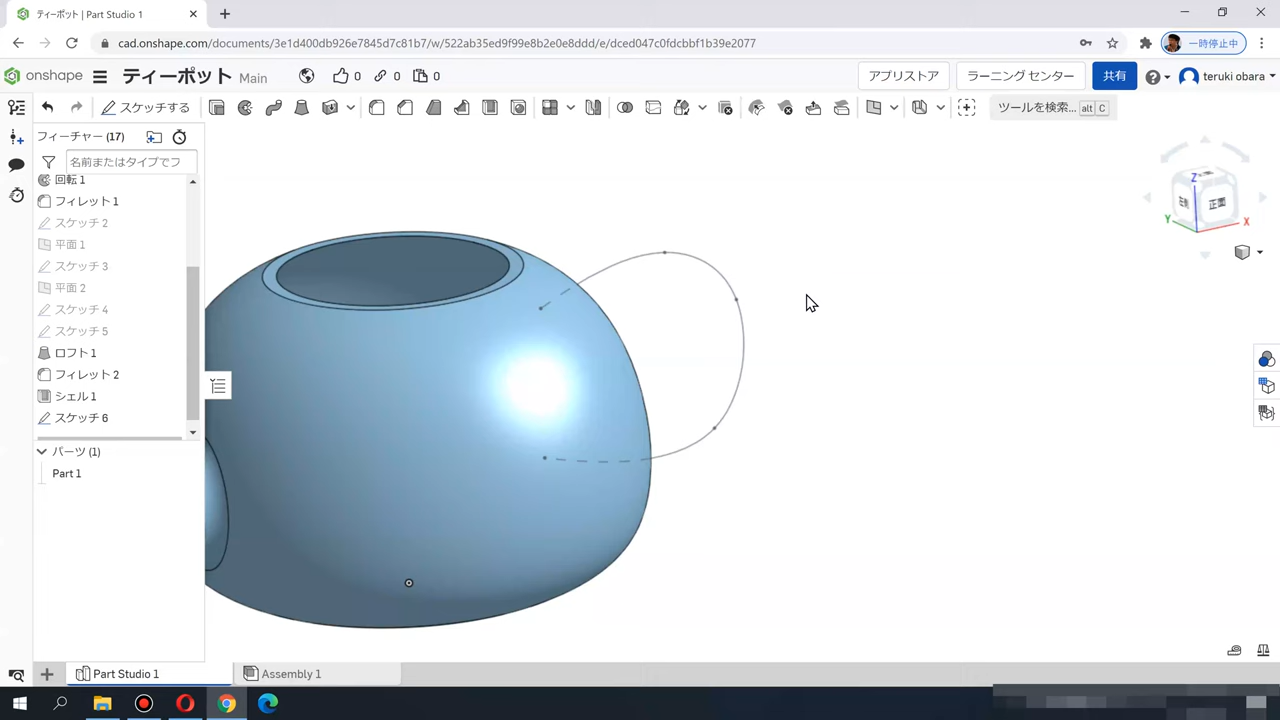 ティーポット | Part Studio 1
cad.onshape.com/documents/3e1d400db926e7845d7c81b7/w/522a3535ebdeeb2e0e8ddd/e/dced047c0fdcbbf1b39e2077
一時停止中
onshape
ティーポット Main
0
0
0
アプリストア
ラーニング センター
共有
teruki obara
スケッチする
ツールを検索... alt C
フィーチャー (17)
名前またはタイプでフ
回転 1
フィレット 1
スケッチ 2
平面 1
スケッチ 3
平面 2
スケッチ 4
スケッチ 5
ロフト 1
フィレット 2
シェル 1
スケッチ 6
パーツ (1)
Part 1
Z
正面
Y
X
Part Studio 1
Assembly 1